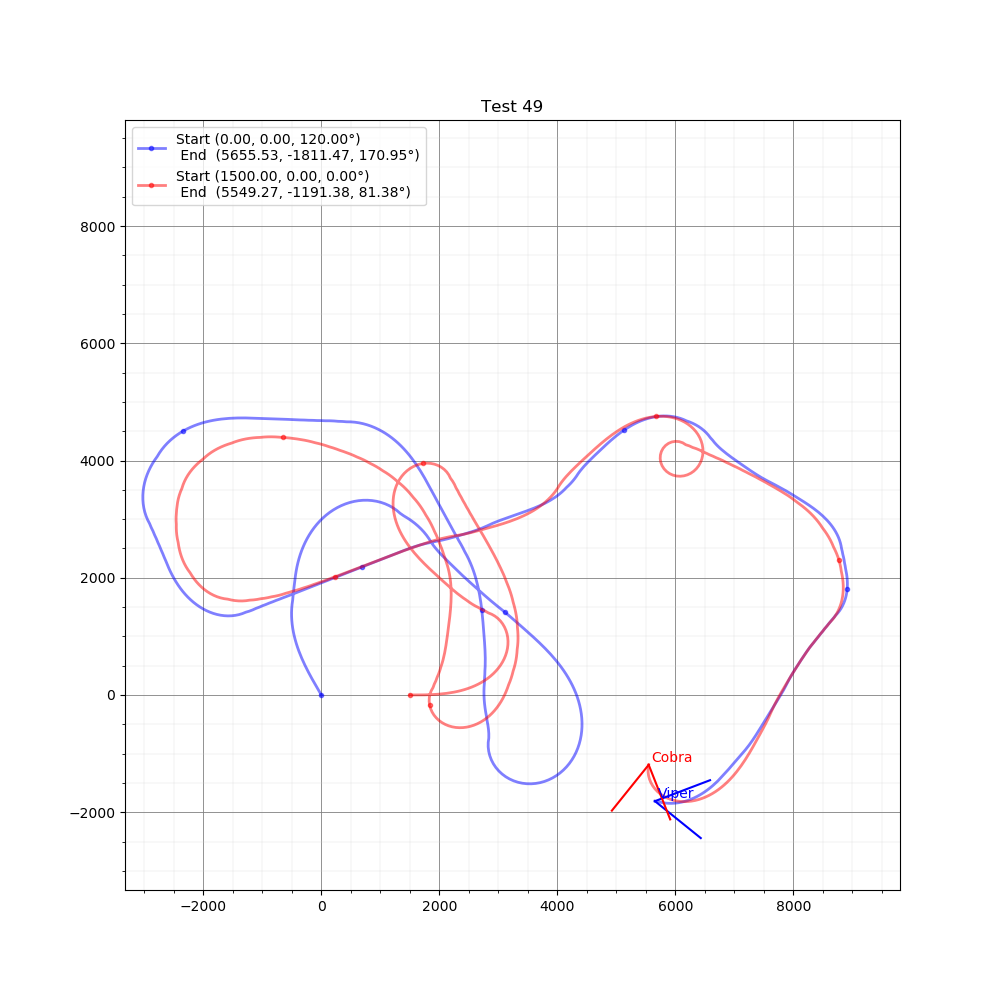 Test 49
Start (0.00, 0.00, 120.00°)
End  (5655.53, -1811.47, 170.95°)
Start (1500.00, 0.00, 0.00°)
End  (5549.27, -1191.38, 81.38°)
8000
6000
4000
2000
0
−2000
Cobra
Viper
−2000
0
2000
4000
6000
8000